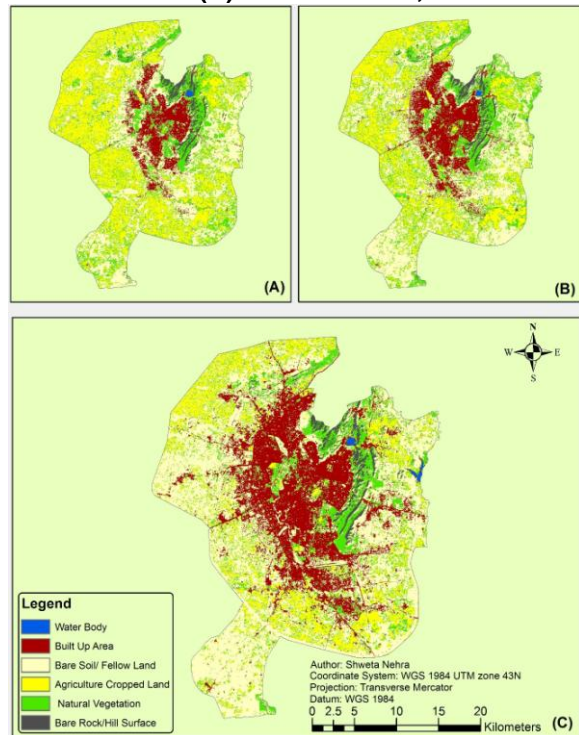 (A)
(B)
N
W E
S
Legend
Water Body
Built Up Area
Bare Soil/ Fellow Land
Agriculture Cropped Land
Natural Vegetation
Bare Rock/Hill Surface
Author: Shweta Nehra
Coordinate System: WGS 1984 UTM zone 43N
Projection: Transverse Mercator
Datum: WGS 1984
0 2.5 5 10 15 20
Kilometers
(C)